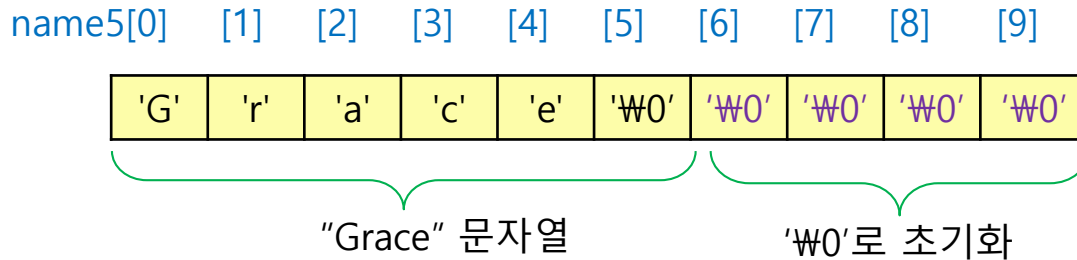 name5[0] [1] [2] [3] [4] [5] [6] [7] [8] [9]
'G' 'r' 'a' 'c' 'e' '₩0’ ‘₩0’ ‘₩0’ ‘₩0’ ‘₩0’
”Grace” 문자열 ‘₩0’로 초기화